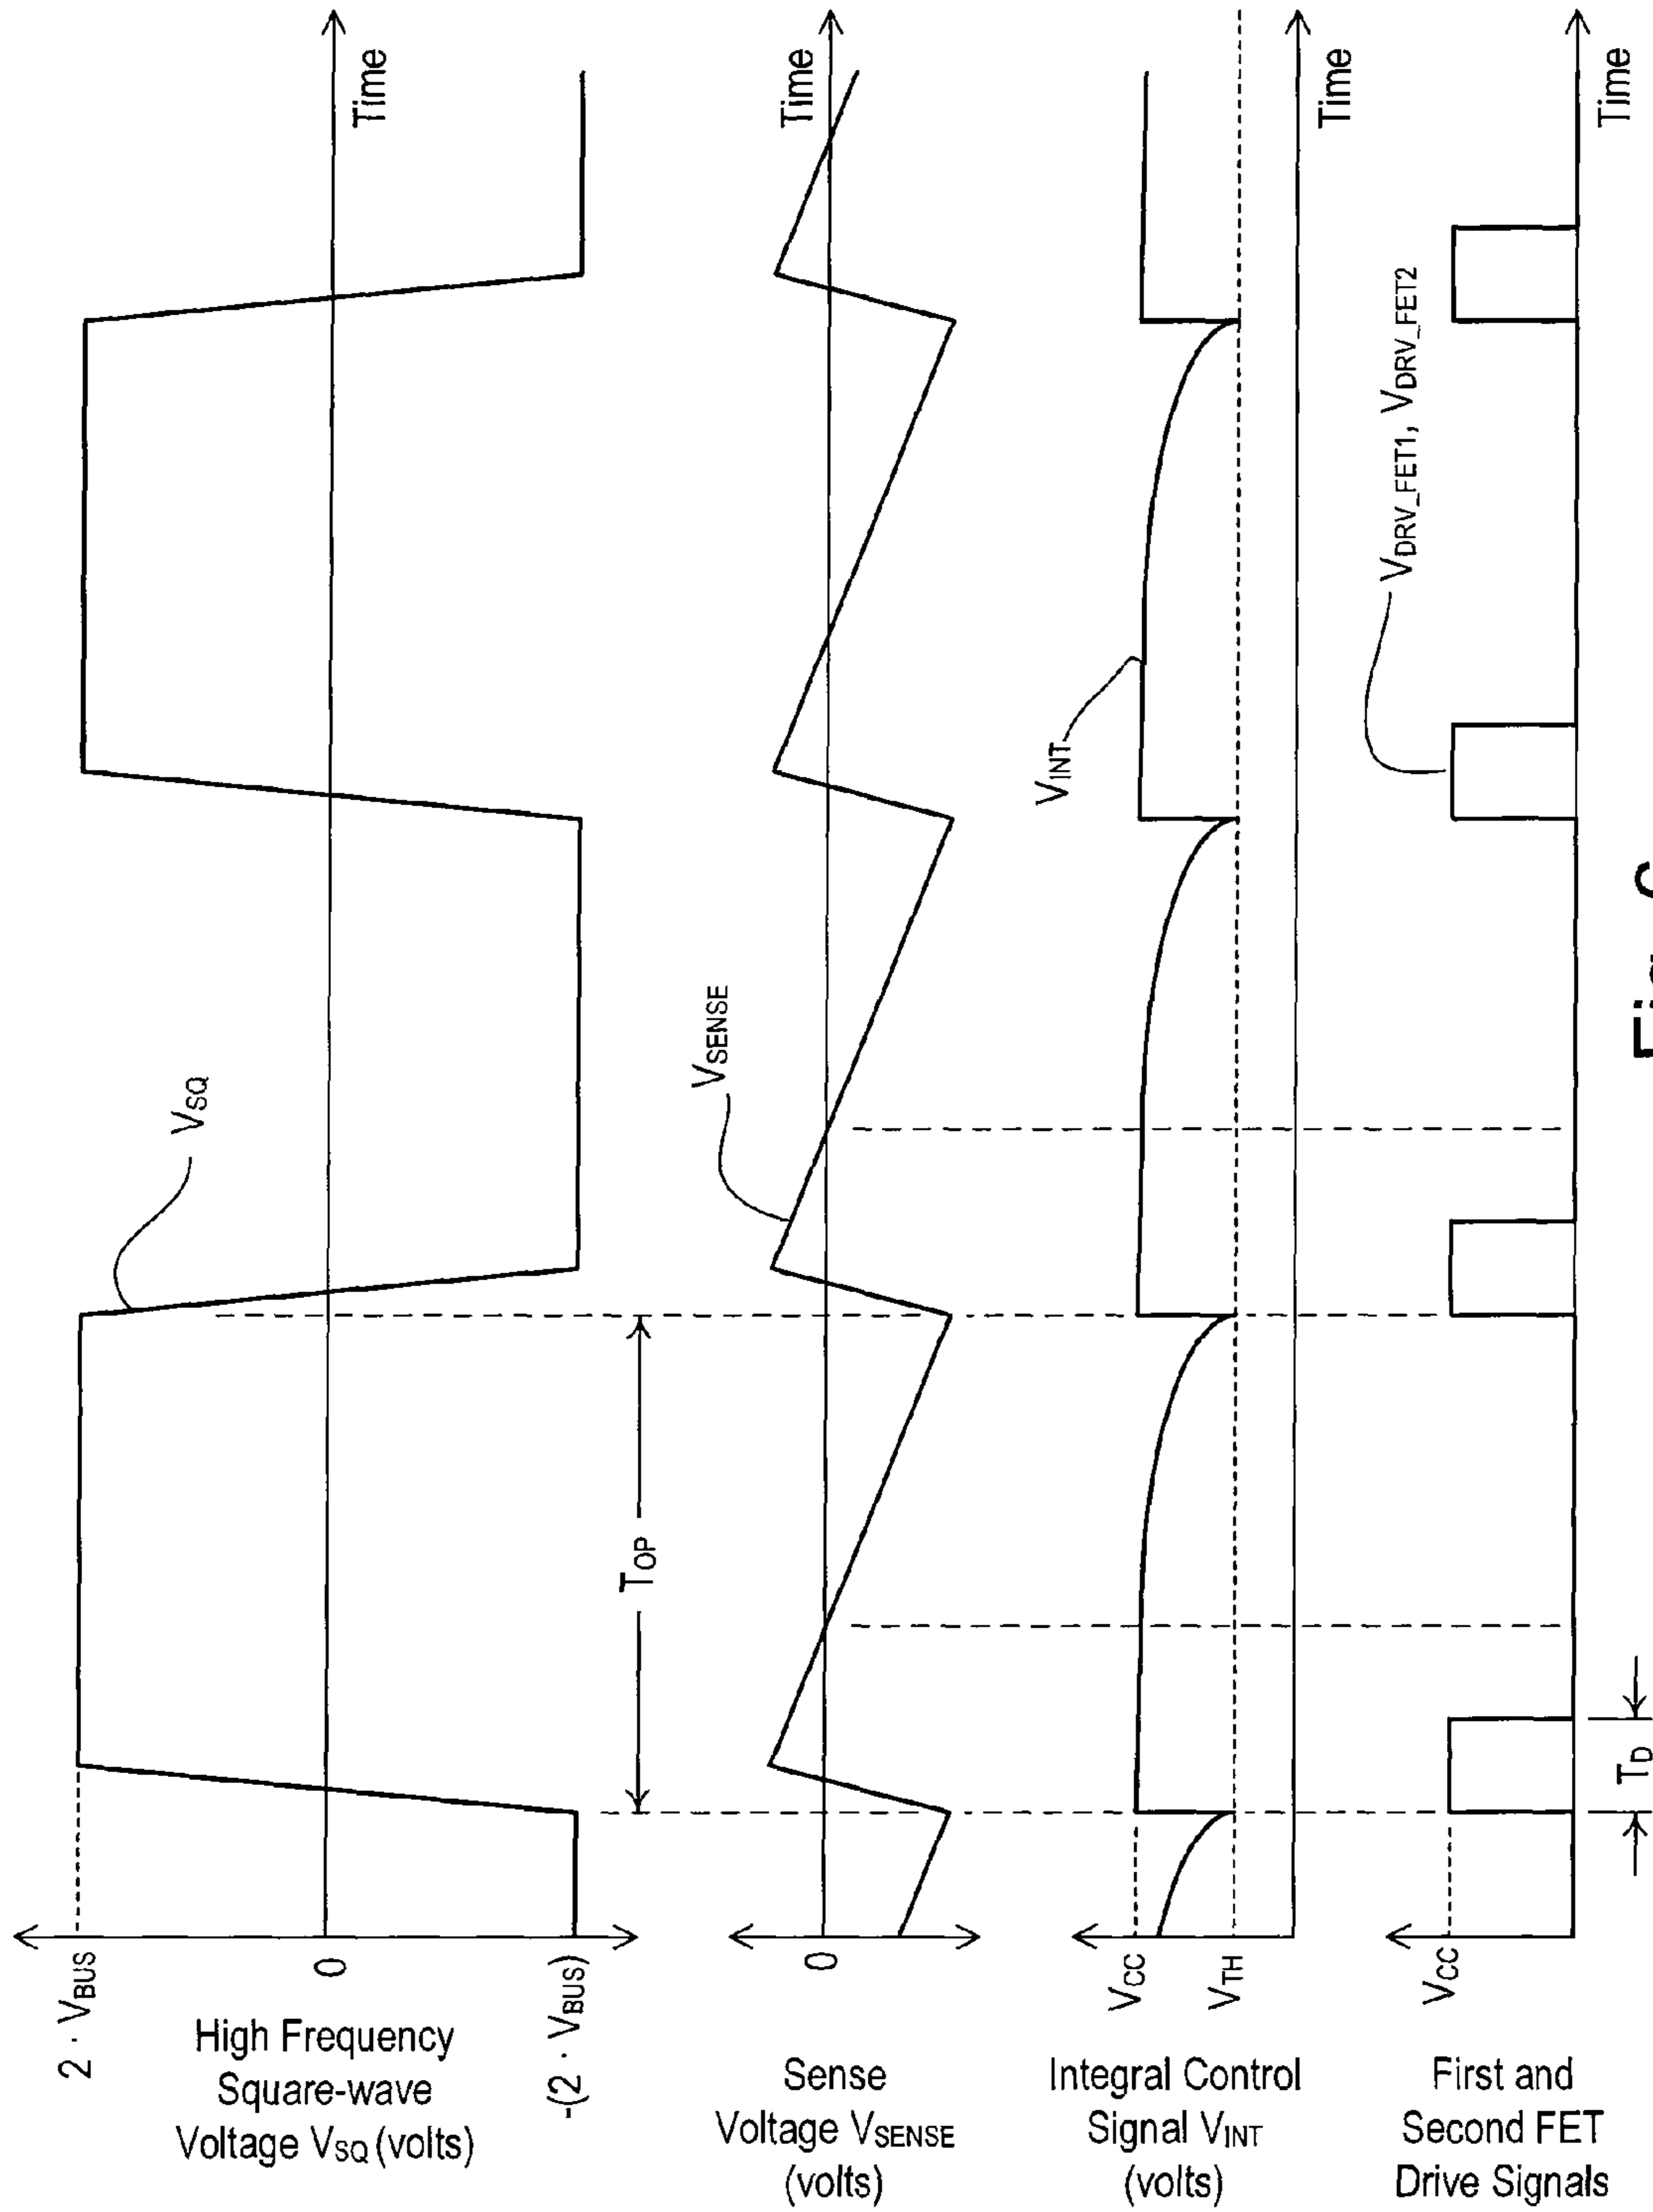 2 · VBUS
0
-(2 · VBUS)
High Frequency
Square-wave
Voltage VSQ (volts)
VSQ
Time
TOP
0
Sense
Voltage VSENSE
(volts)
VSENSE
Time
VCC
VTH
Integral Control
Signal VINT
(volts)
VINT
Time
VCC
First and
Second FET
Drive Signals
VDRV_FET1, VDRV_FET2
Time
TD